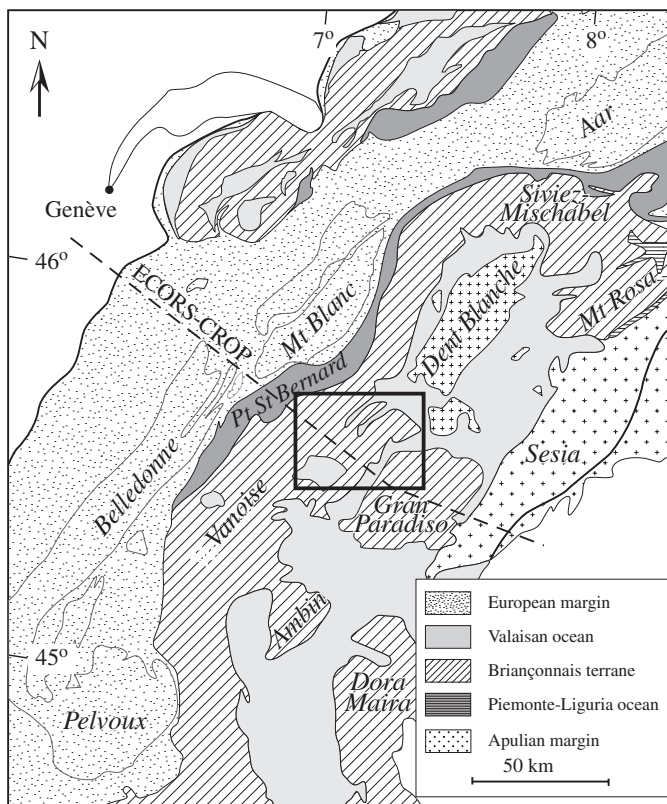 N
7º
8º
Aar
Genève
Siviez-
Mischabel
46º
ECORS-CROP
Mt Blanc
Dent Blanche
Mt Rosa
Pt St Bernard
Belledonne
Sesia
Vanoise
Gran
Paradiso
Ambin
45º
Dora
Maira
Pelvoux
European margin
Valaisan ocean
Briançonnais terrane
Piemonte-Liguria ocean
Apulian margin
50 km